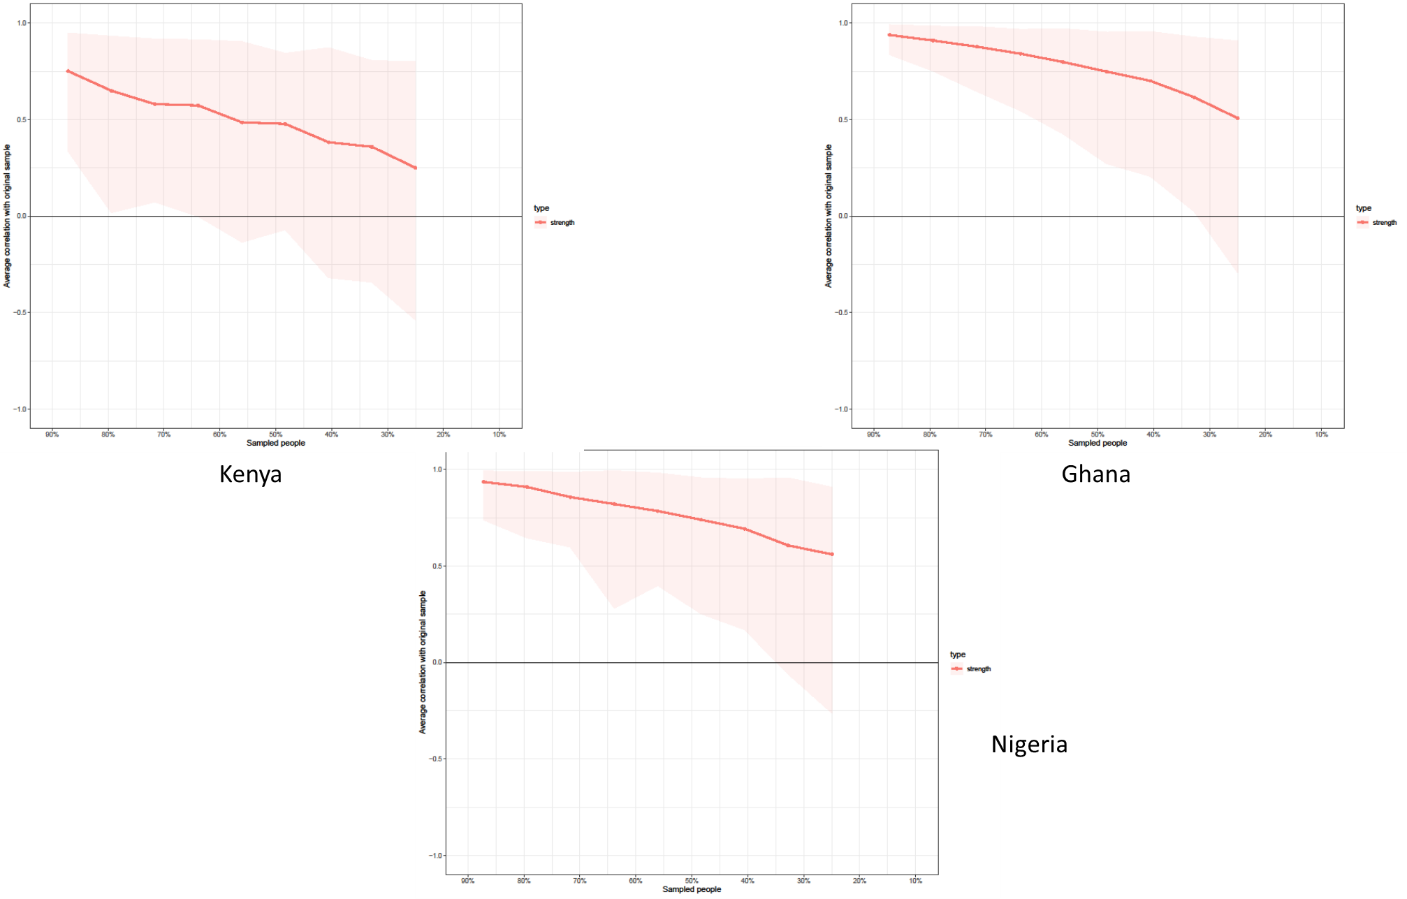 1.0
0.5
0.0
−0.5
−1.0
Average correlation with original sample
90%
80%
70%
60%
50%
40%
30%
20%
10%
Sampled people
type
strength
Kenya
1.0
0.5
0.0
−0.5
−1.0
Average correlation with original sample
90%
80%
70%
60%
50%
40%
30%
20%
10%
Sampled people
type
strength
Ghana
1.0
0.5
0.0
−0.5
−1.0
Average correlation with original sample
90%
80%
70%
60%
50%
40%
30%
20%
10%
Sampled people
type
strength
Nigeria